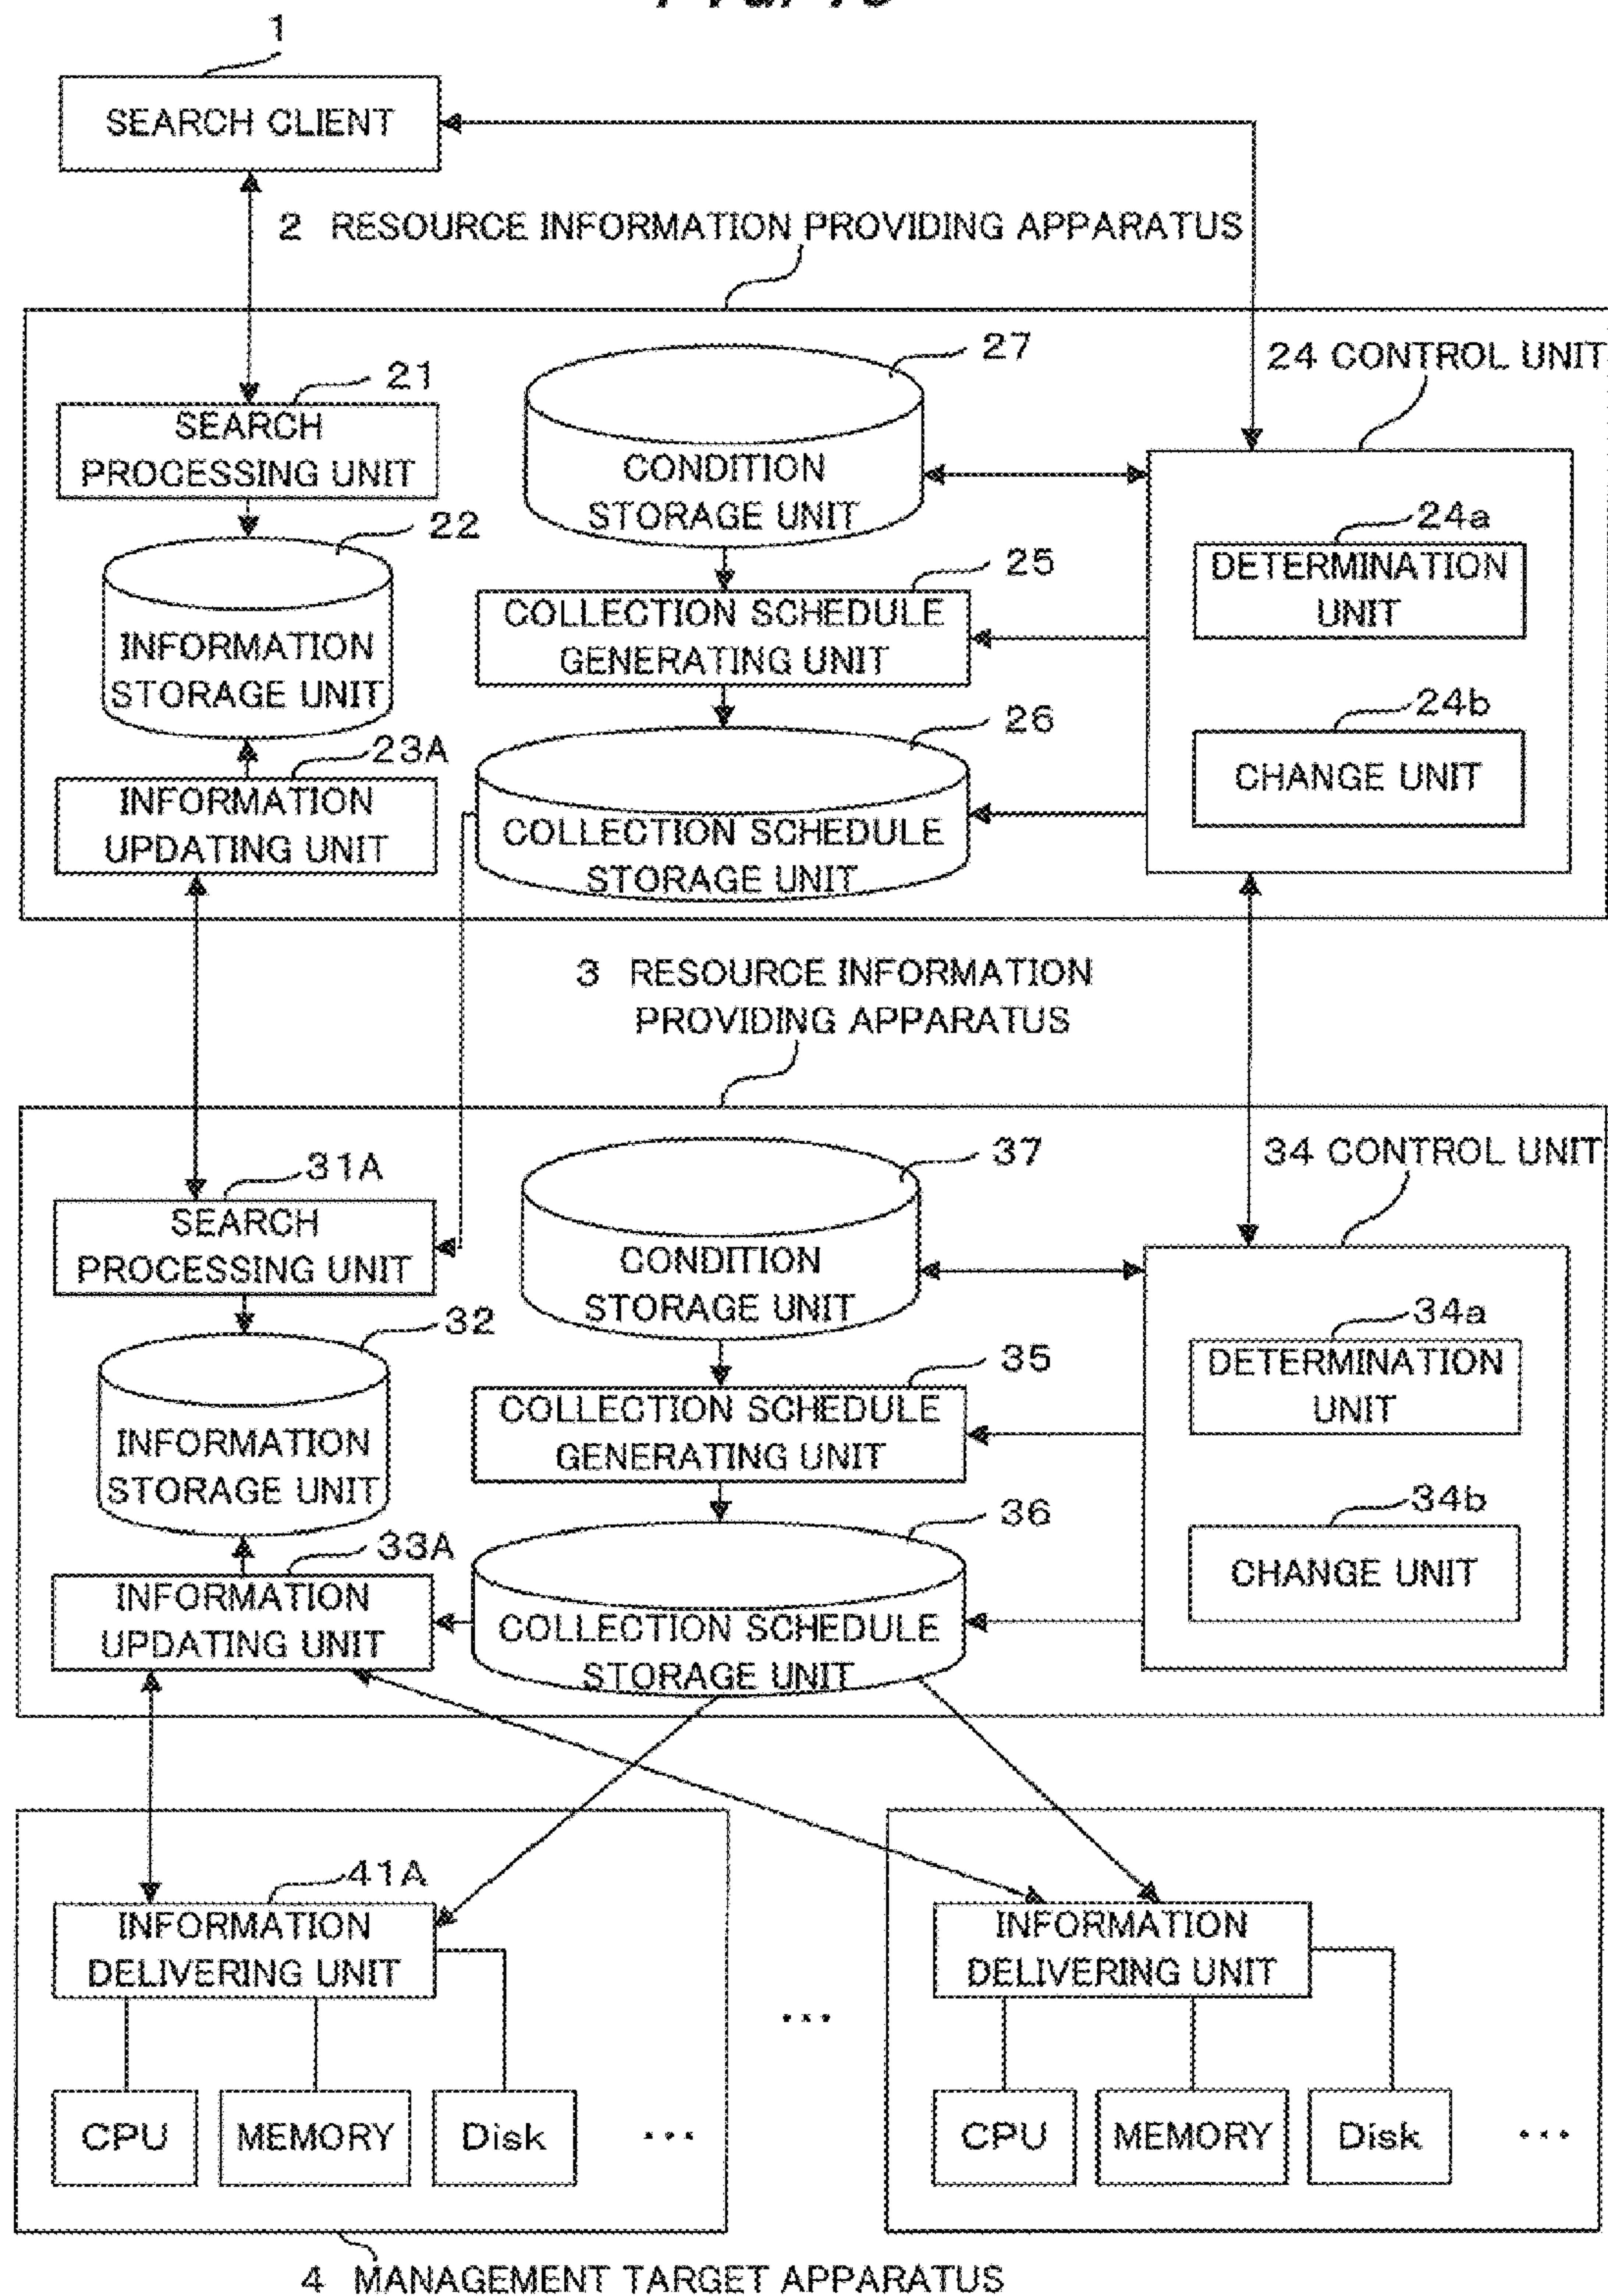 1
SEARCH CLIENT
2 RESOURCE INFORMATION PROVIDING APPARATUS
27
24 CONTROL UNIT
21
SEARCH
PROCESSING UNIT
CONDITION
STORAGE UNIT
22
24a
DETERMINATION
UNIT
25
COLLECTION SCHEDULE
GENERATING UNIT
INFORMATION
STORAGE UNIT
24b
CHANGE UNIT
26
23A
INFORMATION
UPDATING UNIT
COLLECTION SCHEDULE
STORAGE UNIT
3 RESOURCE INFORMATION
PROVIDING APPARATUS
37
34 CONTROL UNIT
31A
SEARCH
PROCESSING UNIT
CONDITION
STORAGE UNIT
32
34a
DETERMINATION
UNIT
35
COLLECTION SCHEDULE
GENERATING UNIT
INFORMATION
STORAGE UNIT
34b
CHANGE UNIT
36
33A
INFORMATION
UPDATING UNIT
COLLECTION SCHEDULE
STORAGE UNIT
41A
INFORMATION
DELIVERING UNIT
INFORMATION
DELIVERING UNIT
...
CPU
MEMORY
Disk
...
CPU
MEMORY
Disk
...
4 MANAGEMENT TARGET APPARATUS